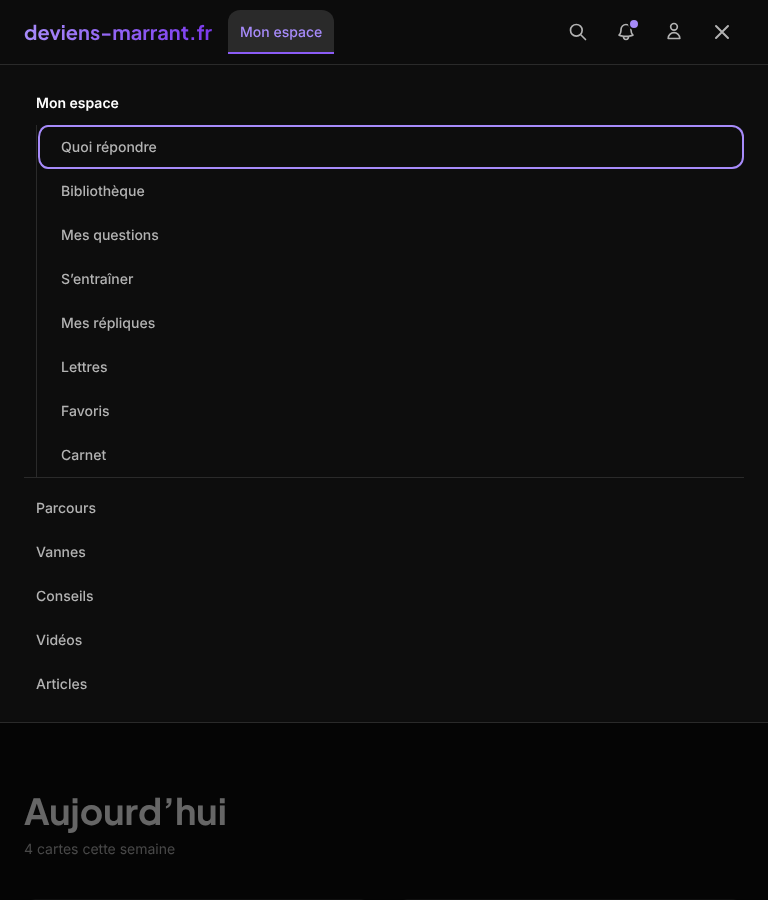 deviens-marrant.fr
Mon espace
Mon espace
Quoi répondre
Bibliothèque
Mes questions
S’entraîner
Mes répliques
Lettres
Favoris
Carnet
Parcours
Vannes
Conseils
Vidéos
Articles
Aujourd’hui
4 cartes cette semaine